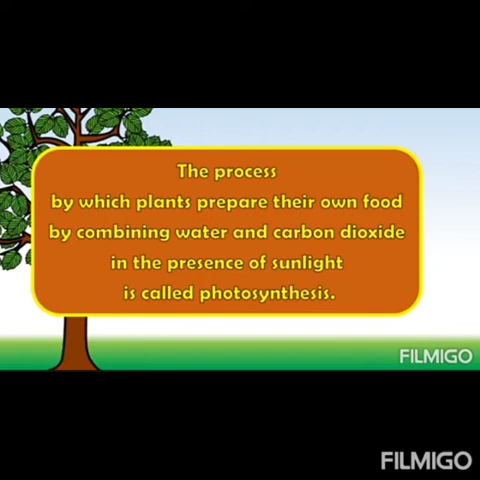 The process
by which plants prepare their own food
by combining water and carbon dioxide
in the presence of sunlight
is called photosynthesis.
FILMIGO
FILMIGO